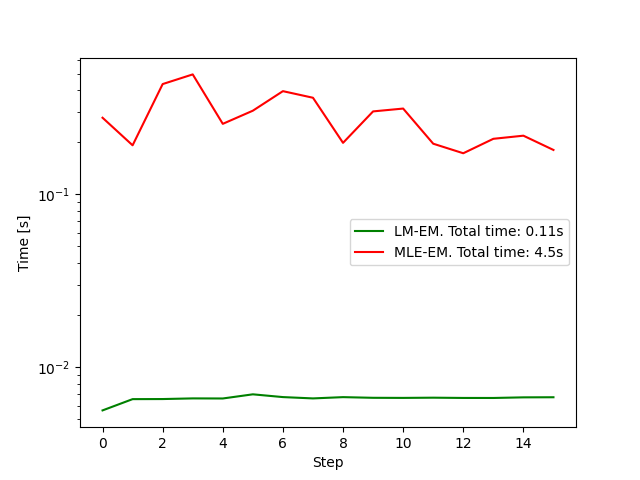 Time [s]
10⁻¹
10⁻²
LM-EM. Total time: 0.11s
MLE-EM. Total time: 4.5s
0 2 4 6 8 10 12 14
Step